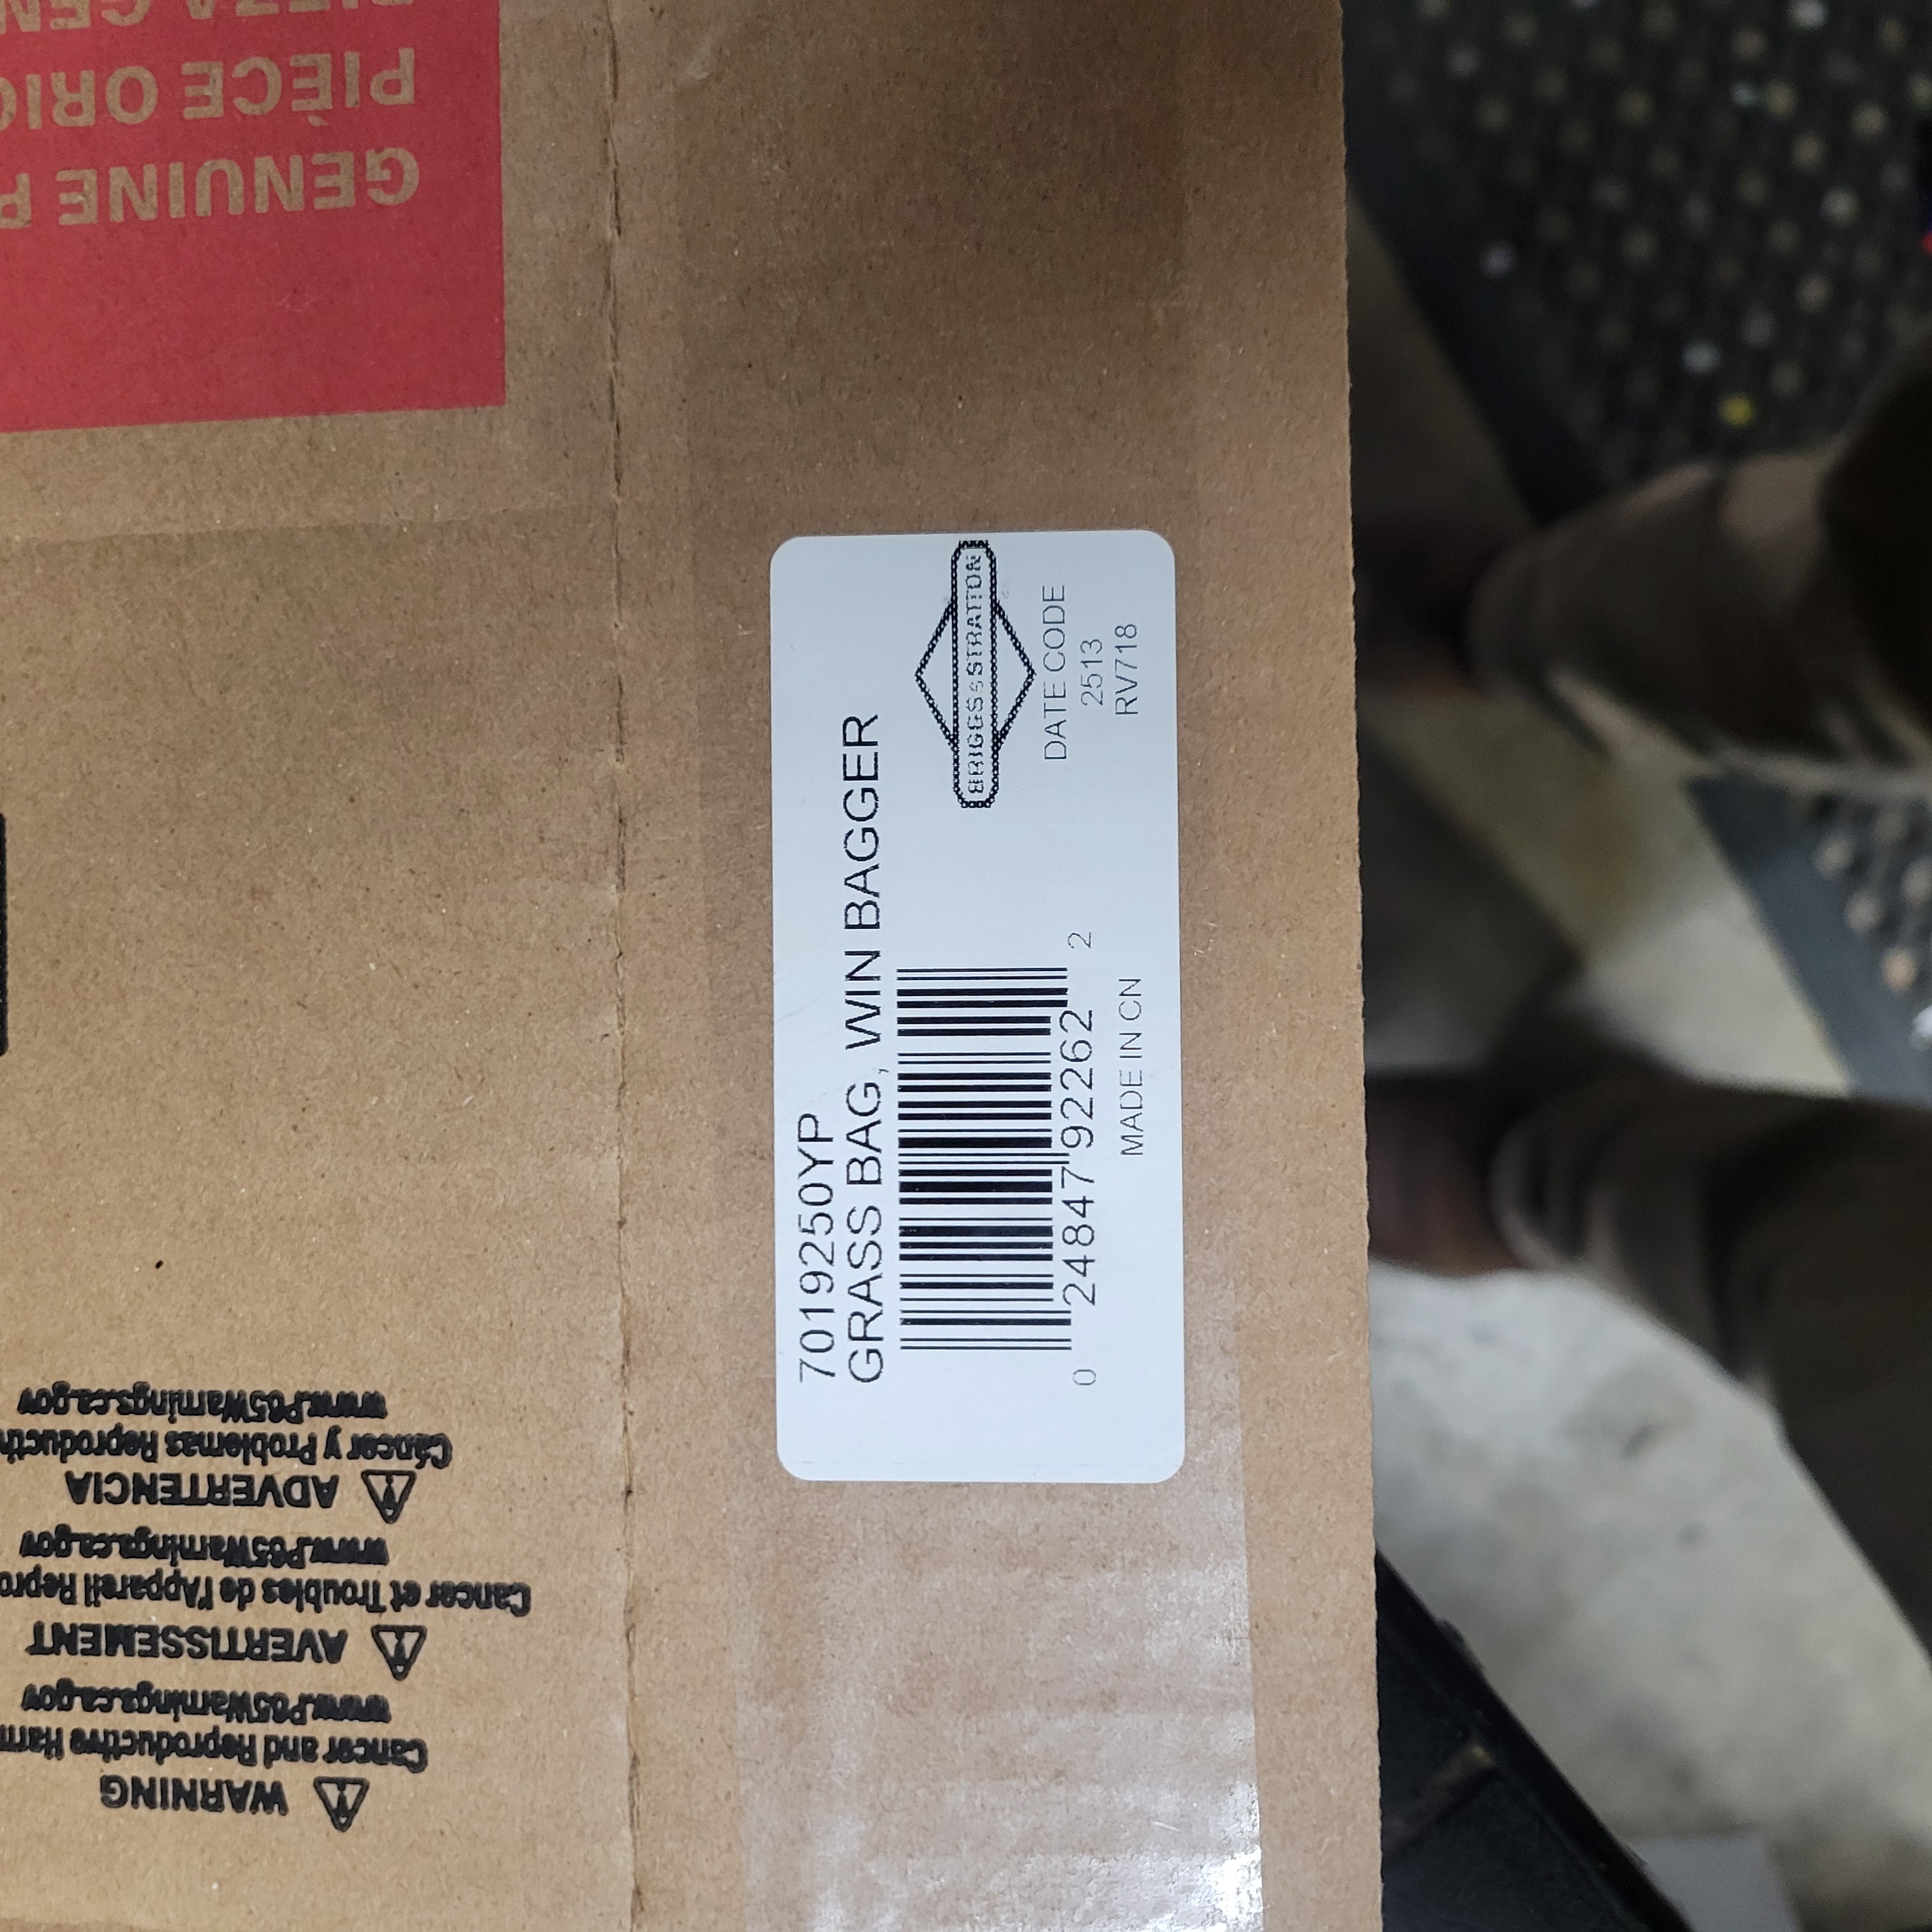 7019250YP
GRASS BAG, WIN BAGGER
0 24847 92262 2
MADE IN CN
BRIGGS & STRATTON
DATE CODE
2513
RV718
GENUINE P
PIÈCE ORIG
PIEZA GEN
WARNING
Cancer and Reproductive Harm
www.P65Warnings.ca.gov
AVERTISSEMENT
Cancer et Troubles de l'Appareil Repro
www.P65Warnings.ca.gov
ADVERTENCIA
Cáncer y Problemas Reproducti
www.P65Warnings.ca.gov